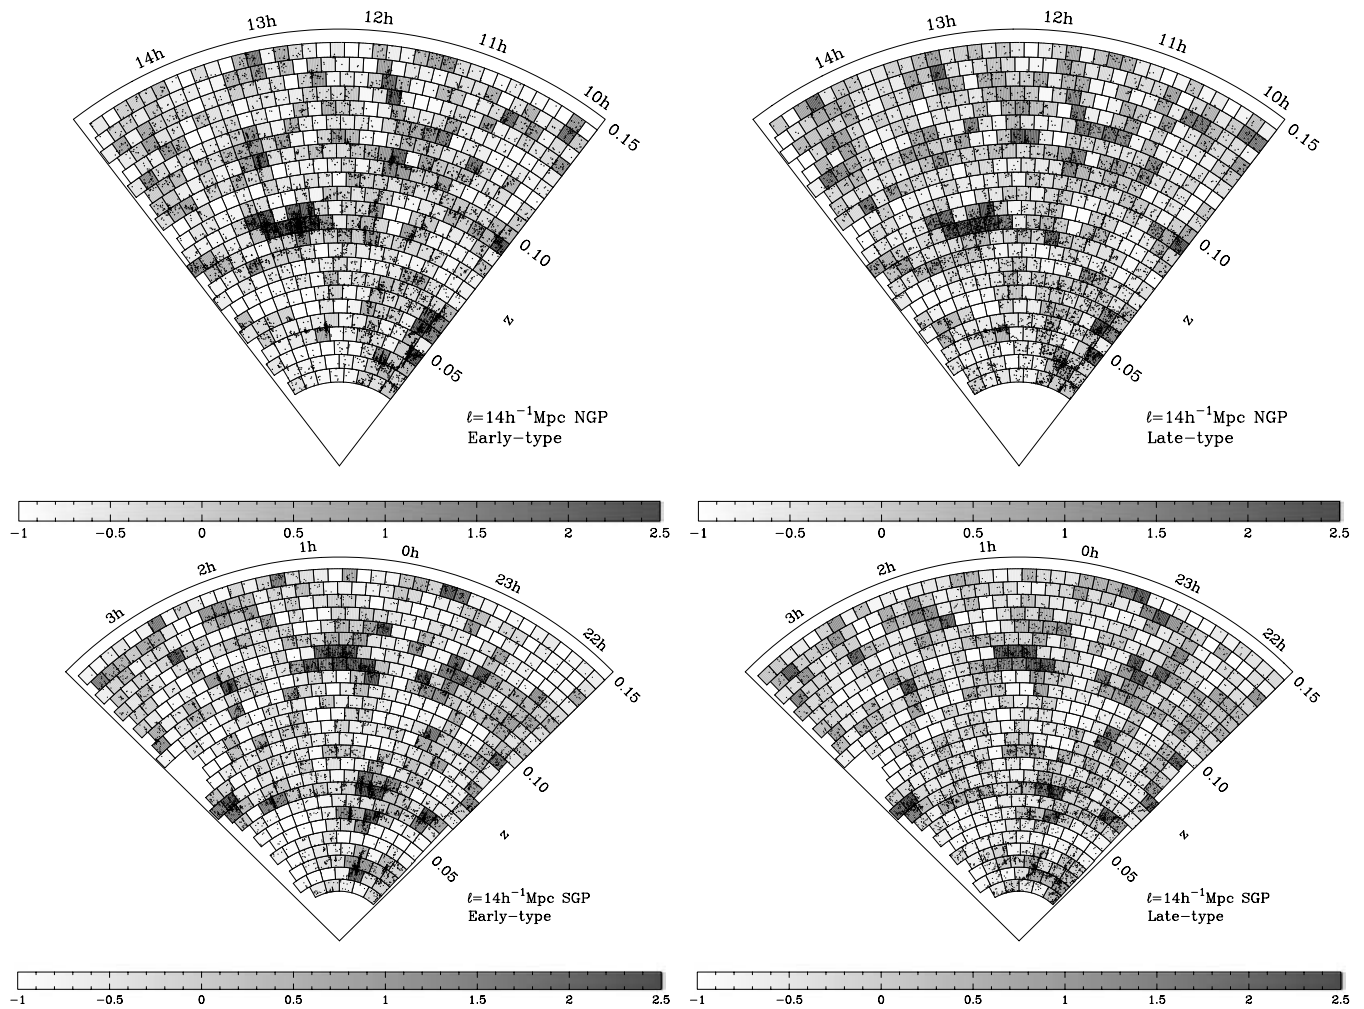 14h 13h 12h 11h 10h
0.15
0.10
z
0.05
ℓ=14h⁻¹Mpc NGP
Early-type
-1 -0.5 0 0.5 1 1.5 2 2.5
14h 13h 12h 11h 10h
0.15
0.10
z
0.05
ℓ=14h⁻¹Mpc NGP
Late-type
-1 -0.5 0 0.5 1 1.5 2 2.5
3h 2h 1h 0h 23h 22h
0.15
0.10
z
0.05
ℓ=14h⁻¹Mpc SGP
Early-type
-1 -0.5 0 0.5 1 1.5 2 2.5
3h 2h 1h 0h 23h 22h
0.15
0.10
z
0.05
ℓ=14h⁻¹Mpc SGP
Late-type
-1 -0.5 0 0.5 1 1.5 2 2.5